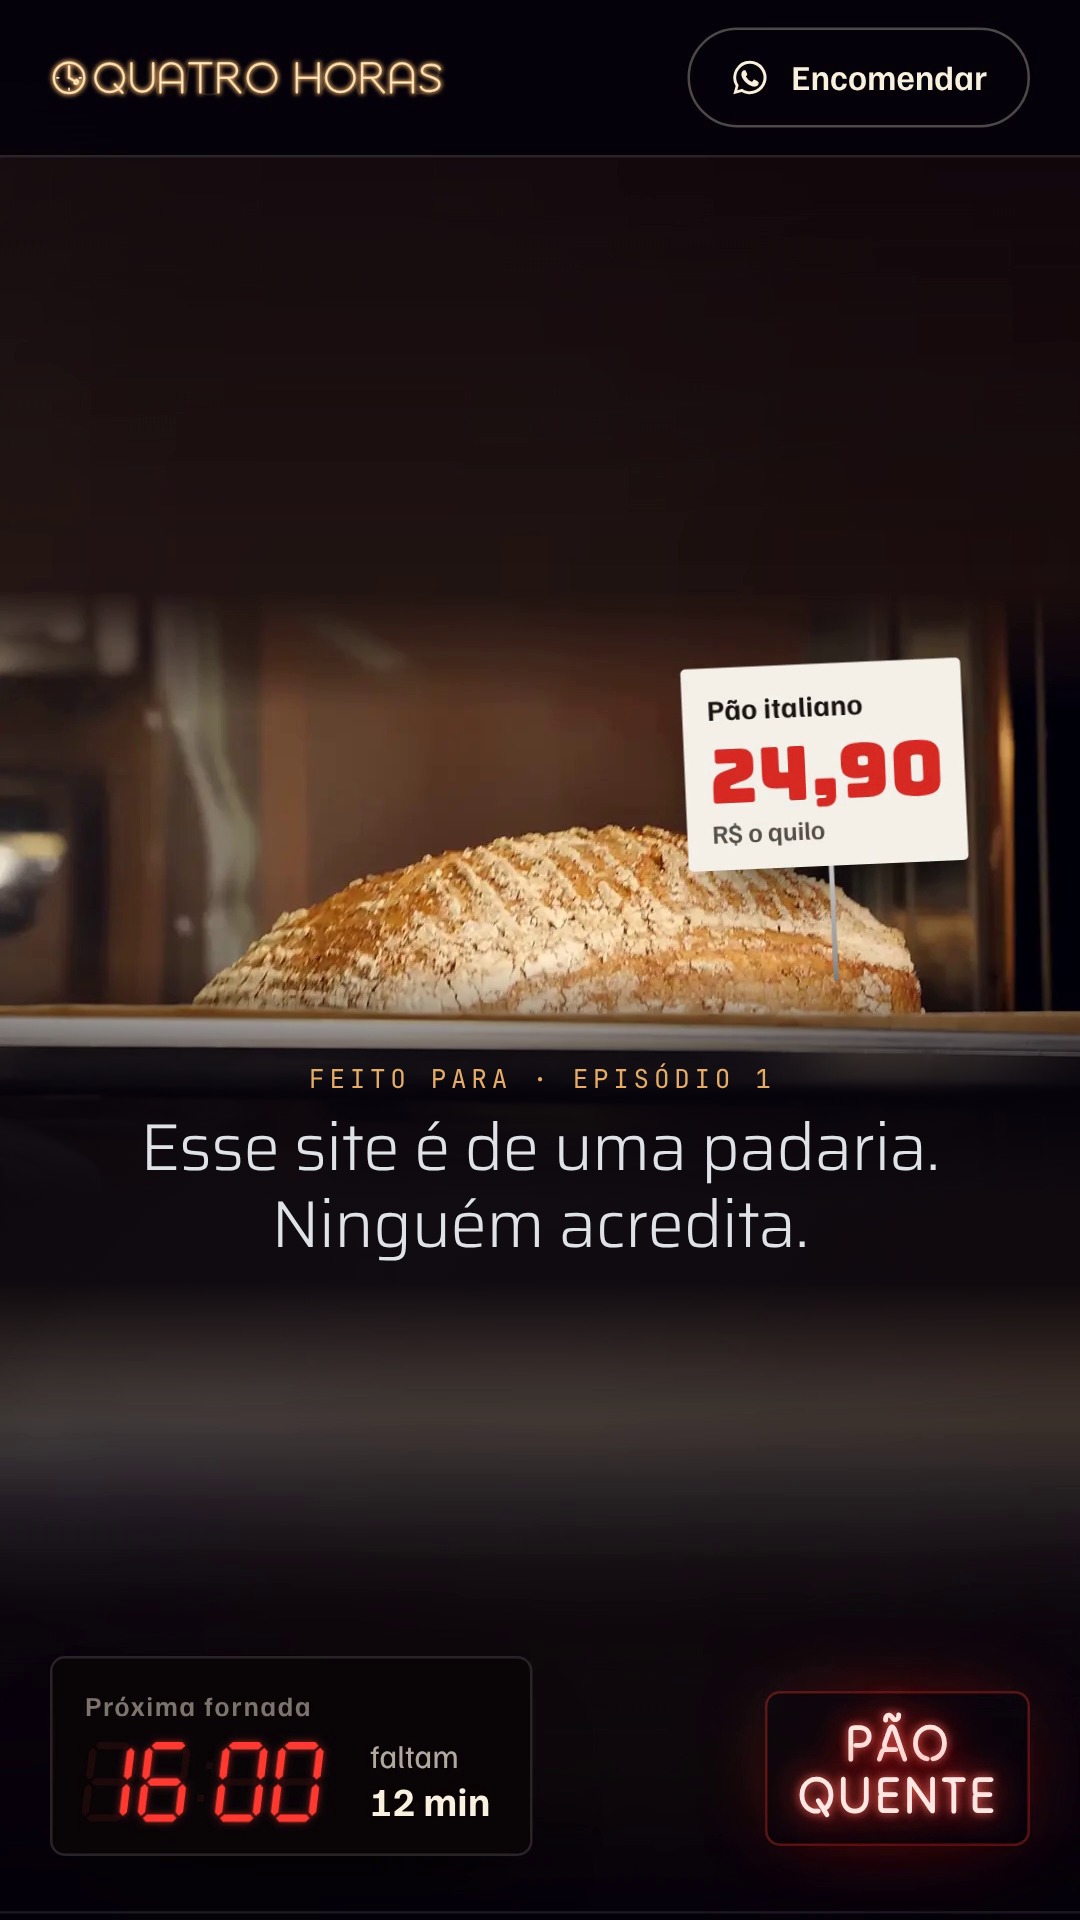 QUATRO HORAS
Encomendar
Pão italiano
24,90
R$ o quilo
FEITO PARA · EPISÓDIO 1
Esse site é de uma padaria.
Ninguém acredita.
Próxima fornada
16:00
faltam
12 min
PÃO
QUENTE